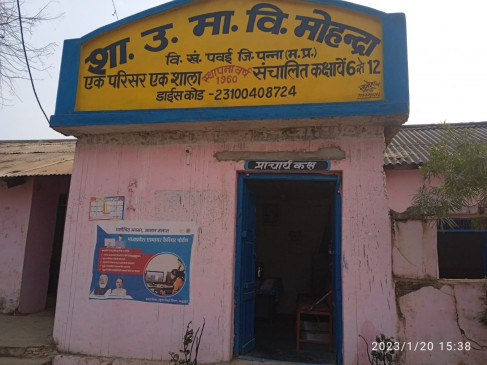 शा. उ. मा. वि. मोहन्द्रा
वि. खं. पवई जि. पन्ना (म.प्र.)
एक परिसर एक शाला स्थापना वर्ष 1960 संचालित कक्षायें 6 से 12
डाईस कोड - 23100408724
प्राचार्य कक्ष
2023/1/20 15:38